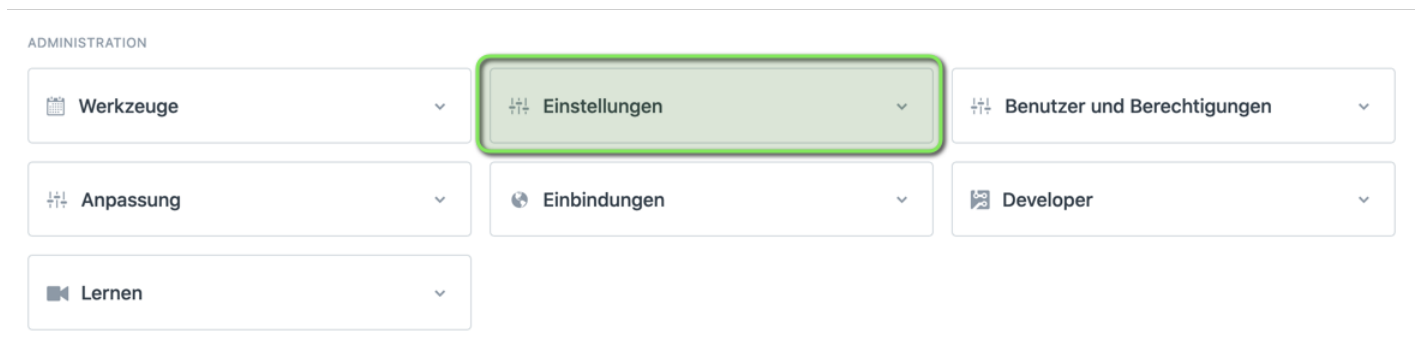 ADMINISTRATION
Werkzeuge
Einstellungen
Benutzer und Berechtigungen
Anpassung
Einbindungen
Developer
Lernen